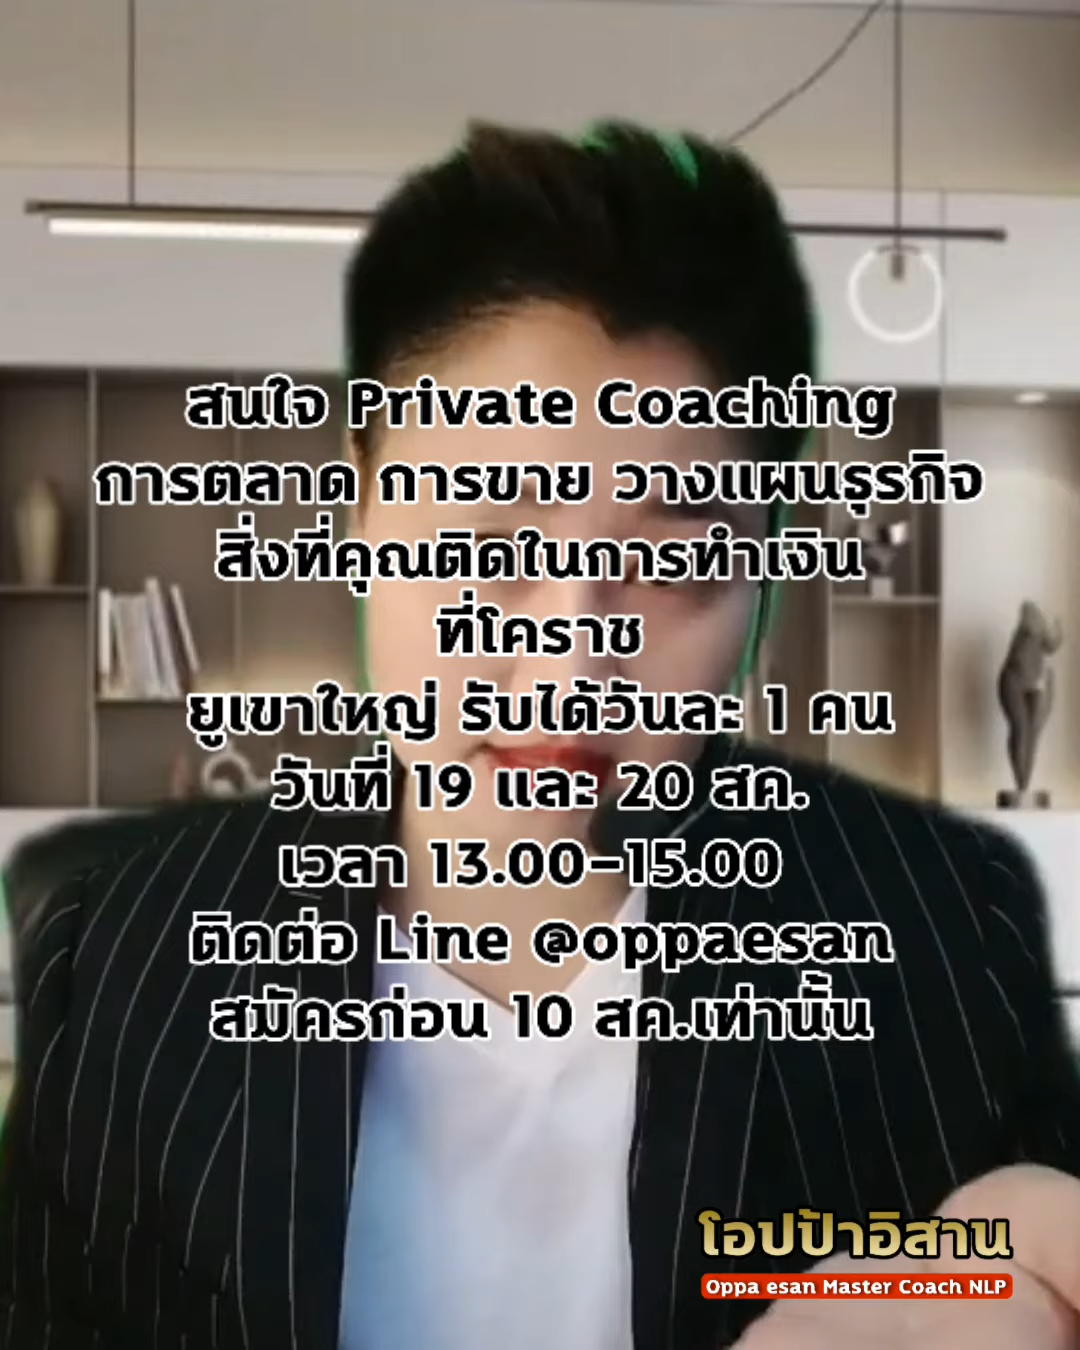 สนใจ Private Coaching
การตลาด การขาย วางแผนธุรกิจ
สิ่งที่คุณติดในการทำเงิน
ที่โคราช
ยูเขาใหญ่ รับได้วันละ 1 คน
วันที่ 19 และ 20 สค.
เวลา 13.00-15.00
ติดต่อ Line @oppaesan
สมัครก่อน 10 สค.เท่านั้น
โอปป้าอิสาน
Oppa esan Master Coach NLP